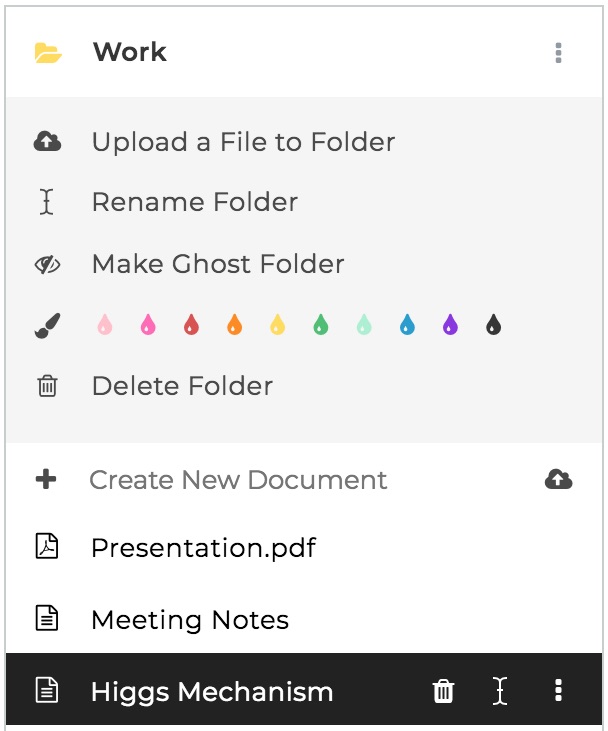 Work
Upload a File to Folder
Rename Folder
Make Ghost Folder
Delete Folder
Create New Document
Presentation.pdf
Meeting Notes
Higgs Mechanism